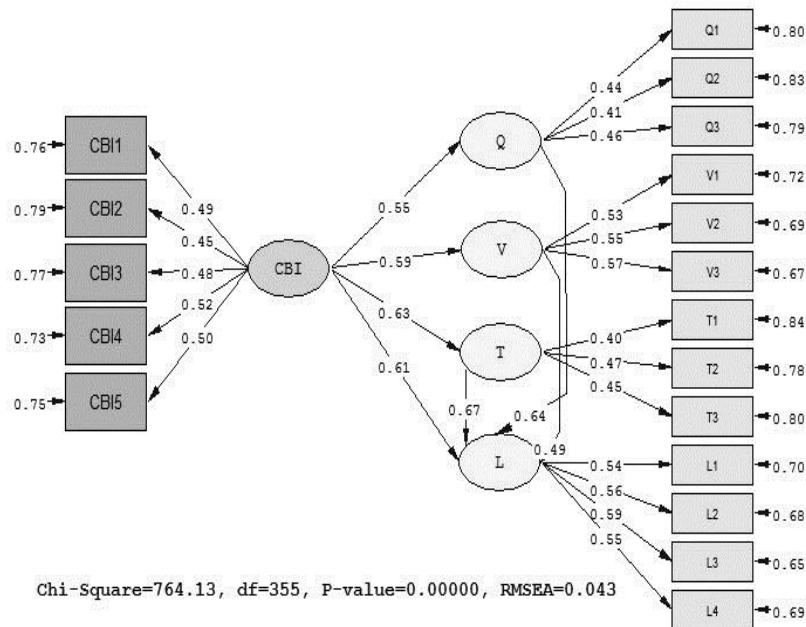 Q1
0.80
0.44
Q2
0.83
0.41
Q3
0.79
0.46
Q
0.76
CBI1
0.49
0.55
V1
0.72
0.53
0.79
CBI2
0.45
V2
0.69
0.55
V
0.59
0.77
CBI3
0.48
CBI
V3
0.67
0.57
0.52
0.63
T1
0.84
0.40
0.73
CBI4
0.50
T
0.47
T2
0.78
0.61
0.45
0.75
CBI5
0.67
0.64
T3
0.80
0.49
L
0.54
L1
0.70
0.56
L2
0.68
0.59
L3
0.65
0.55
L4
0.69
Chi-Square=764.13, df=355, P-value=0.00000, RMSEA=0.043